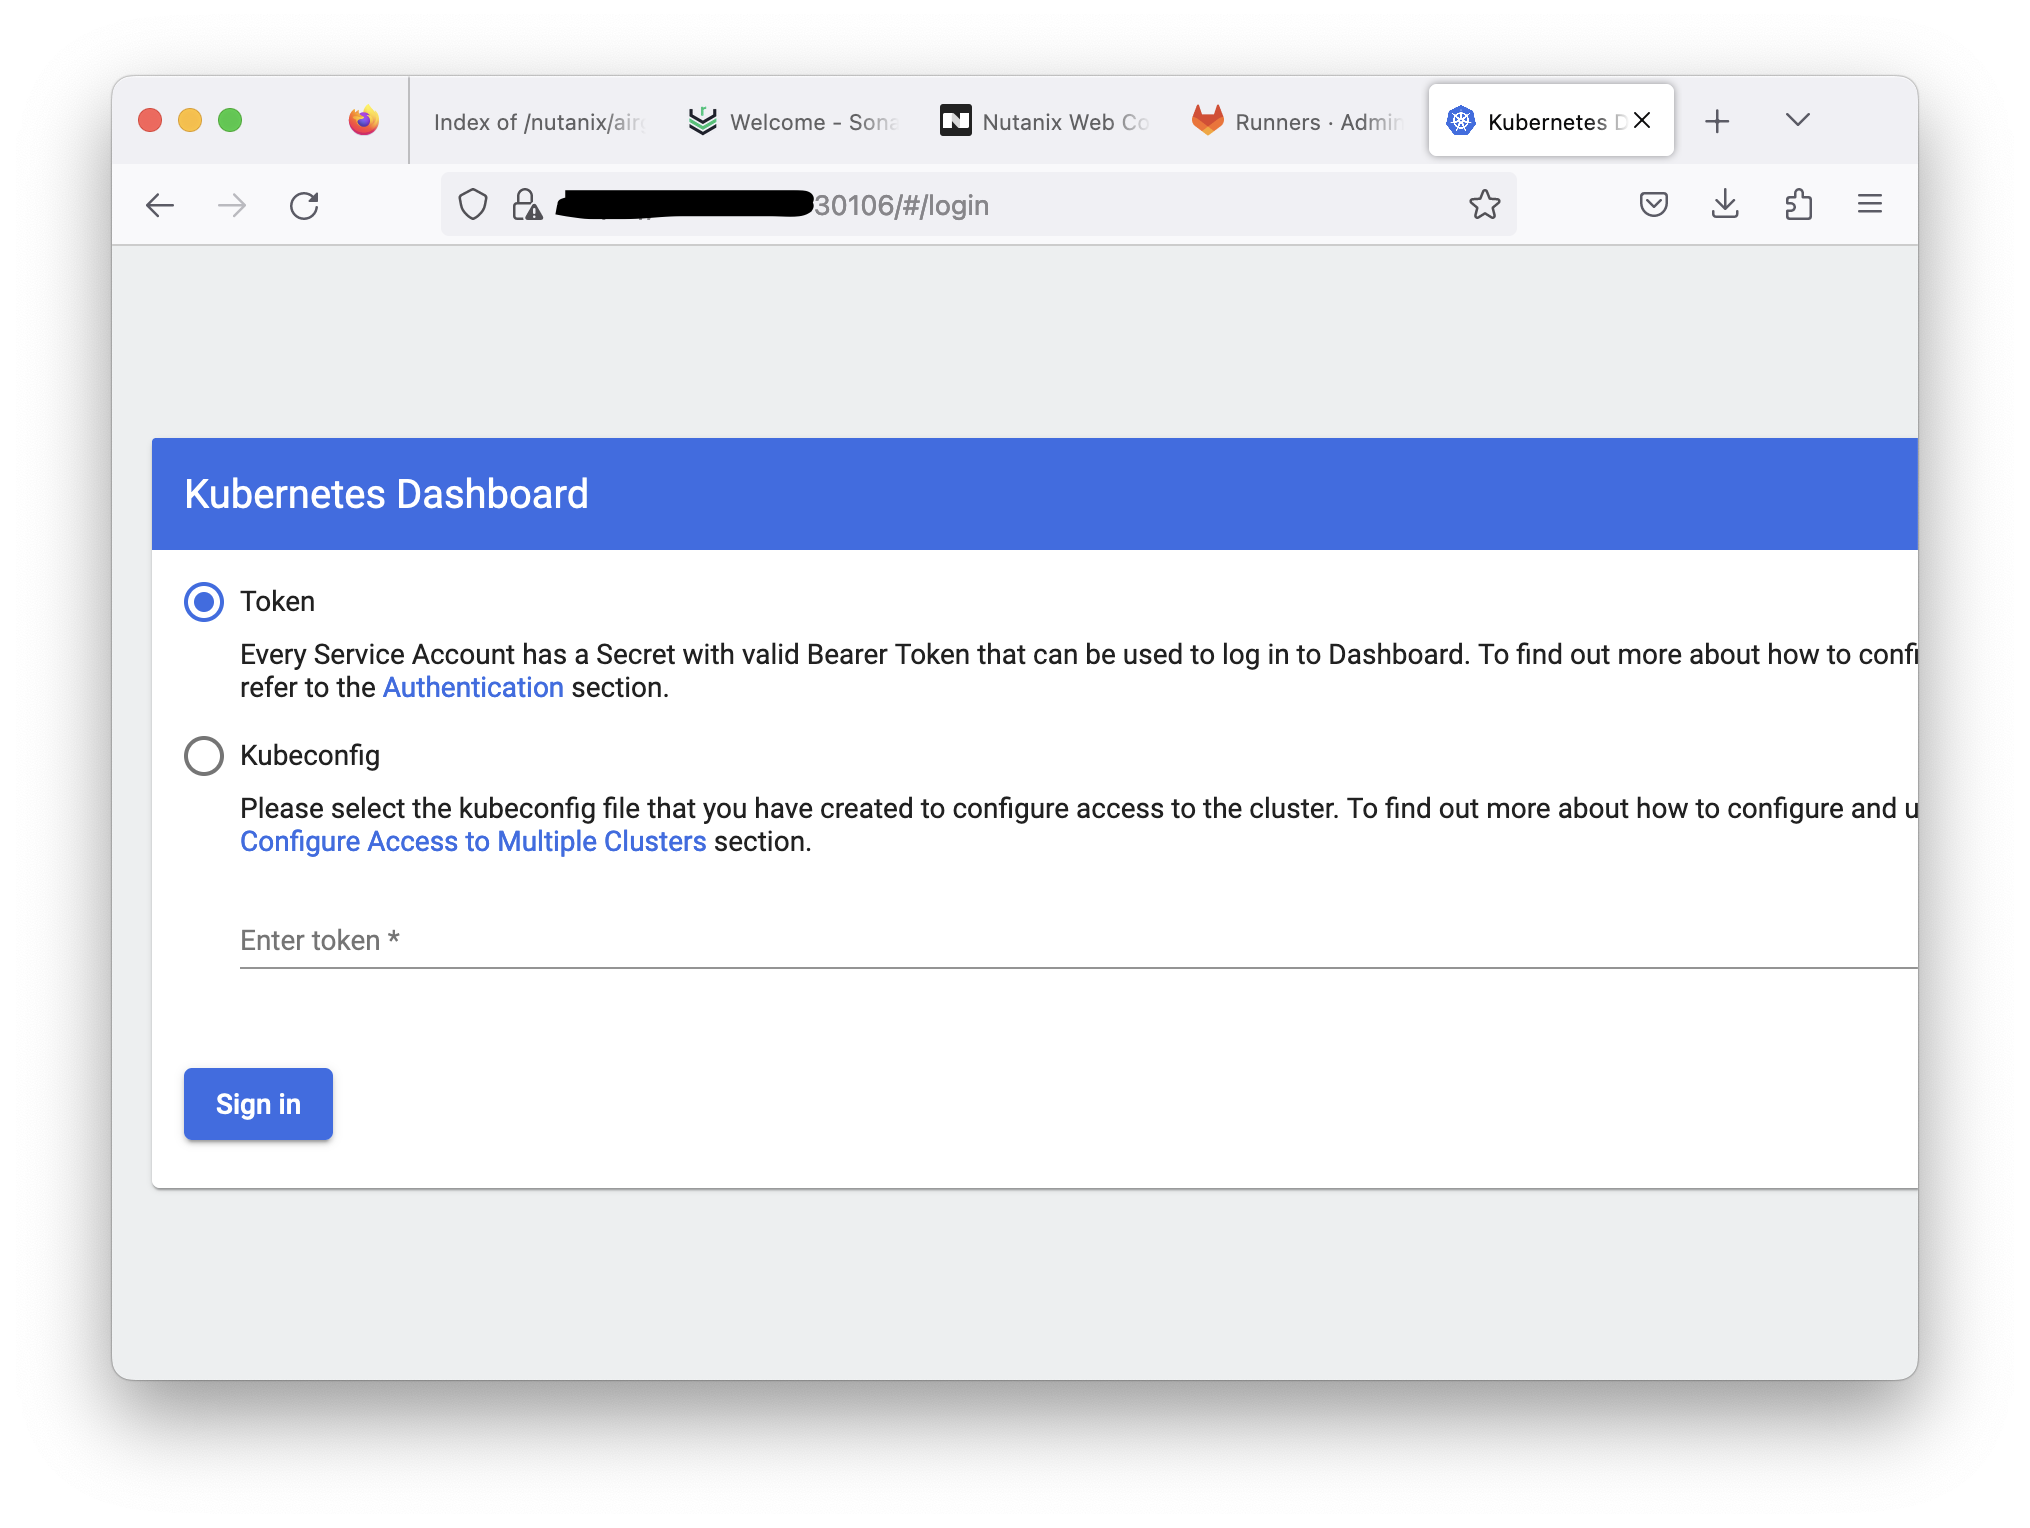 Index of /nutanix/air
Welcome - Sona
Nutanix Web Co
Runners · Admin
Kubernetes D
30106/#/login
Kubernetes Dashboard
Token
Every Service Account has a Secret with valid Bearer Token that can be used to log in to Dashboard. To find out more about how to confi
refer to the Authentication section.
Kubeconfig
Please select the kubeconfig file that you have created to configure access to the cluster. To find out more about how to configure and u
Configure Access to Multiple Clusters section.
Enter token *
Sign in